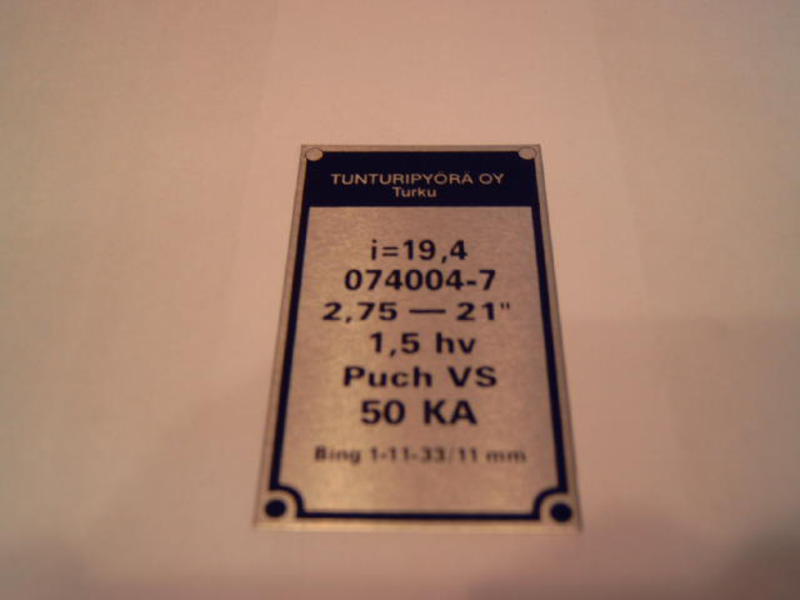 TUNTURIPYÖRÄ OY
Turku
i=19,4
074004-7
2,75 — 21"
1,5 hv
Puch VS
50 KA
Bing 1-11-33/11 mm